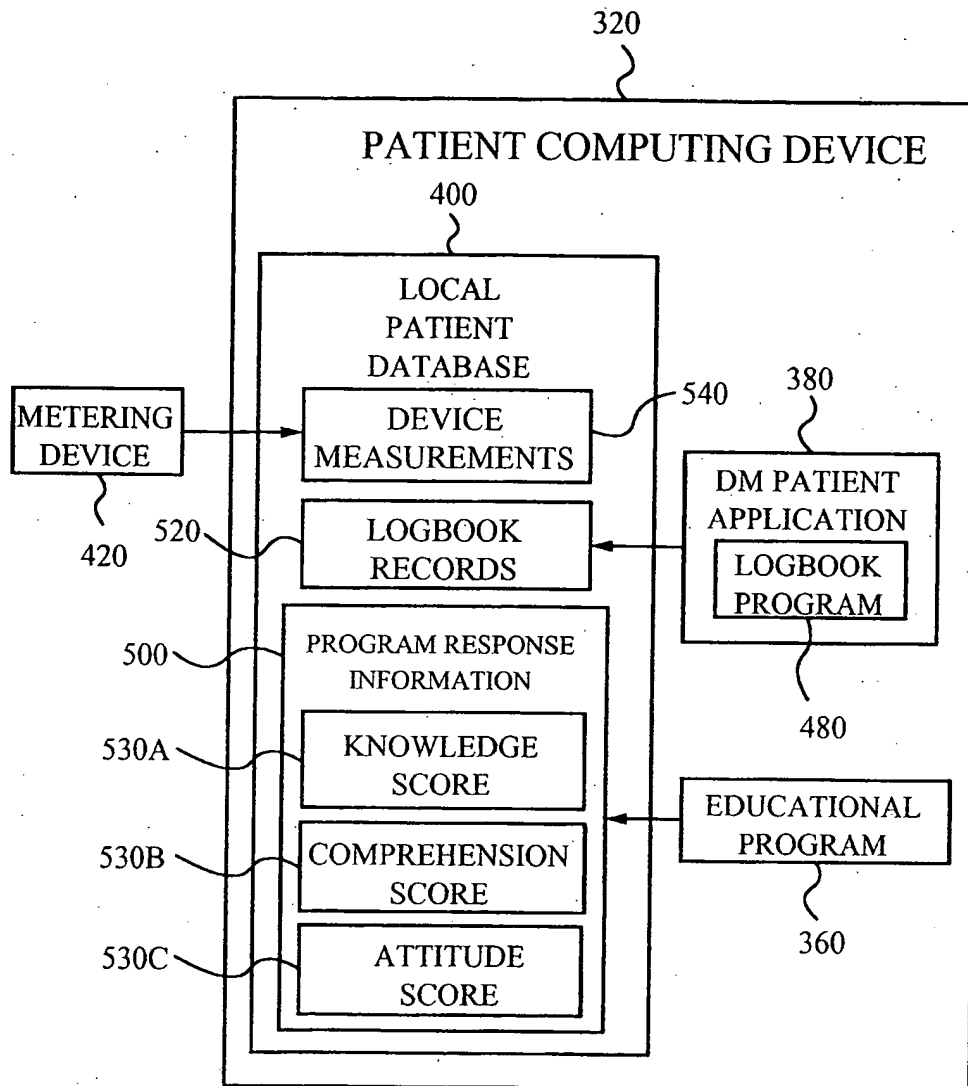 320
PATIENT COMPUTING DEVICE
400
LOCAL
PATIENT
DATABASE
540
380
METERING
DEVICE
DEVICE
MEASUREMENTS
DM PATIENT
APPLICATION
420
520
LOGBOOK
RECORDS
LOGBOOK
PROGRAM
500
PROGRAM RESPONSE
INFORMATION
480
530A
KNOWLEDGE
SCORE
EDUCATIONAL
PROGRAM
530B
COMPREHENSION
SCORE
360
530C
ATTITUDE
SCORE